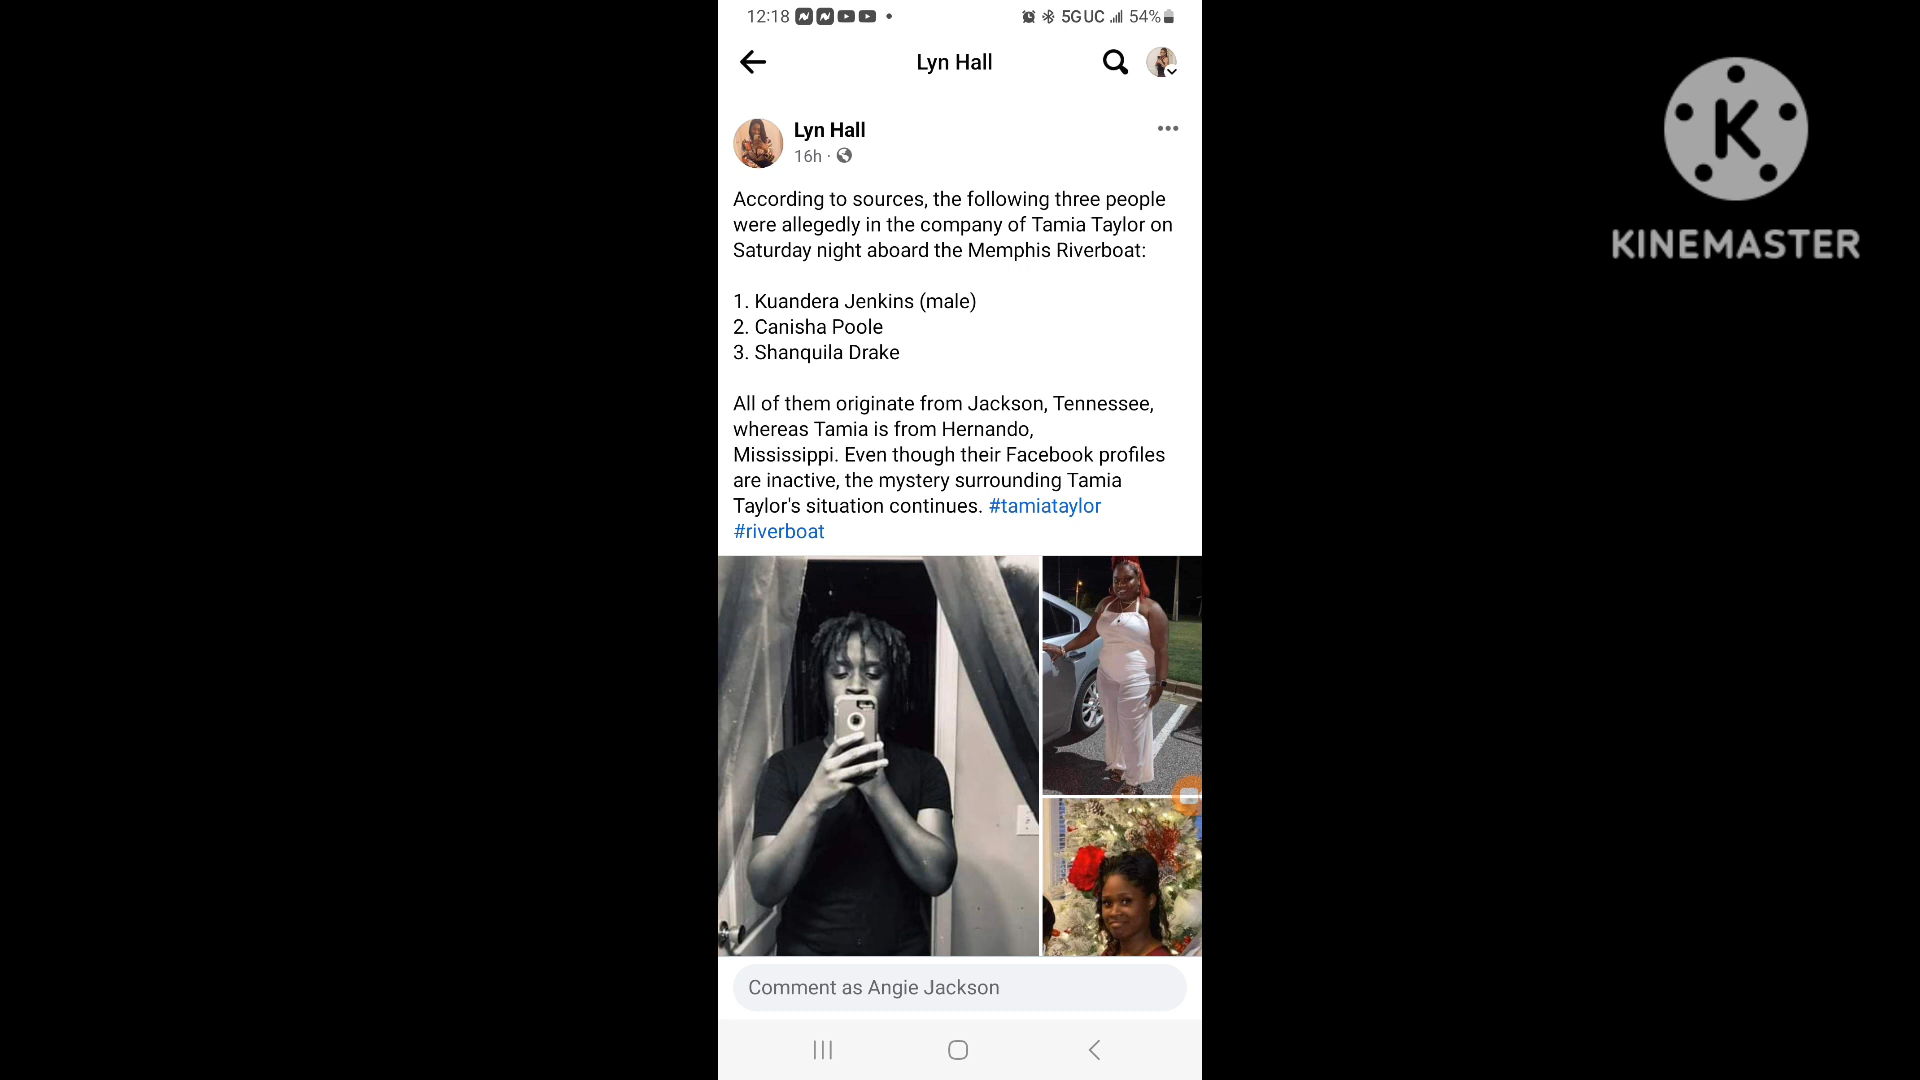 12:18
5GUC 54%
Lyn Hall
Lyn Hall
16h ·
According to sources, the following three people
were allegedly in the company of Tamia Taylor on
Saturday night aboard the Memphis Riverboat:
1. Kuandera Jenkins (male)
2. Canisha Poole
3. Shanquila Drake
All of them originate from Jackson, Tennessee,
whereas Tamia is from Hernando,
Mississippi. Even though their Facebook profiles
are inactive, the mystery surrounding Tamia
Taylor's situation continues. #tamiataylor
#riverboat
Comment as Angie Jackson
K
KINEMASTER